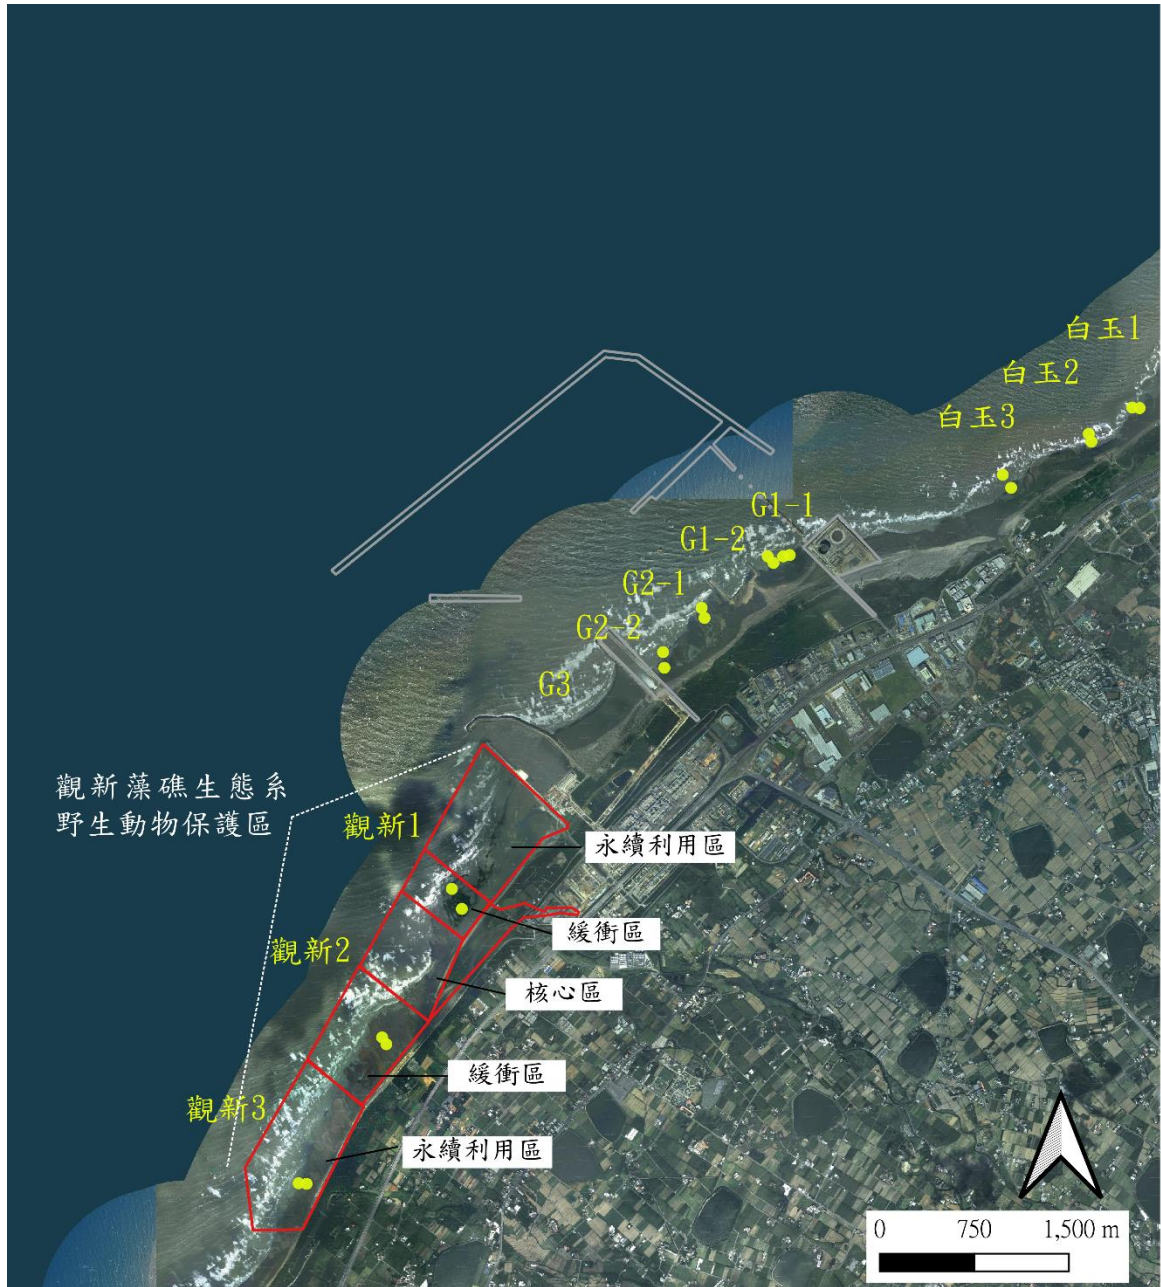 白玉1
白玉2
白玉3
G1-1
G1-2
G2-1
G2-2
G3
觀新藻礁生態系
野生動物保護區
觀新1
永續利用區
緩衝區
觀新2
核心區
緩衝區
觀新3
永續利用區
0 750 1,500 m